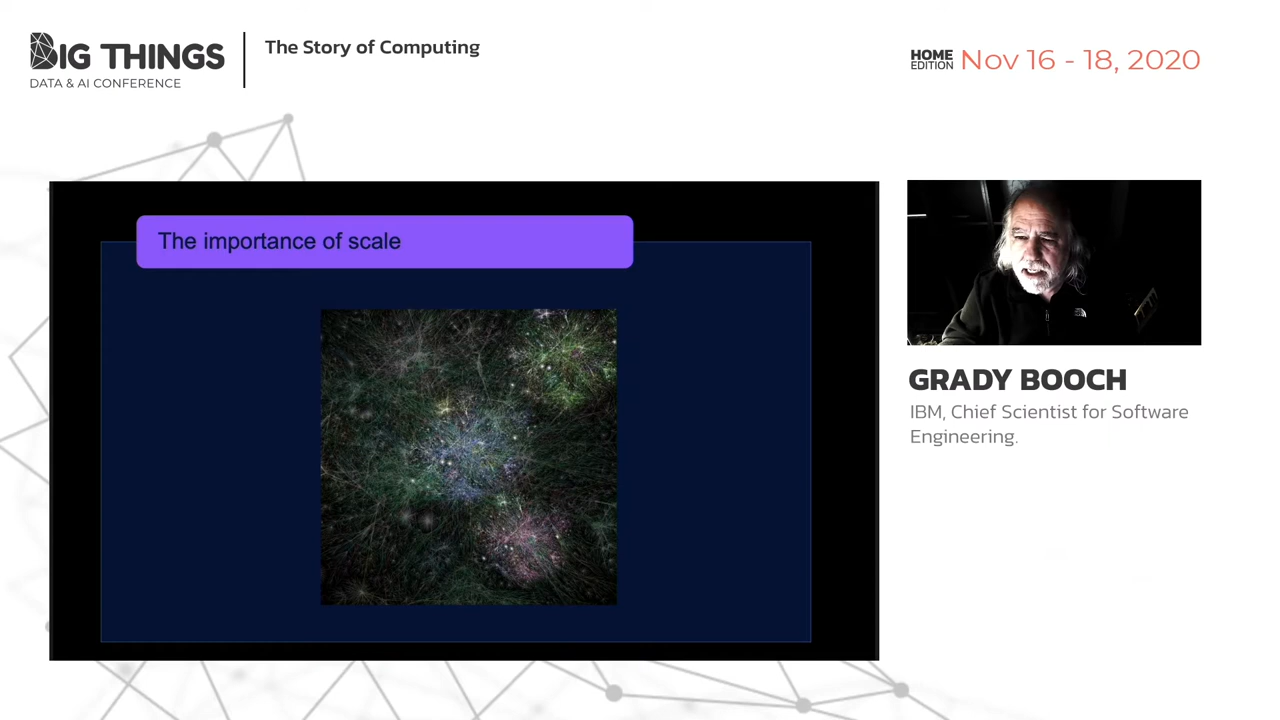 BIG THINGS
DATA & AI CONFERENCE
The Story of Computing
HOME
EDITION
Nov 16 - 18, 2020
The importance of scale
GRADY BOOCH
IBM, Chief Scientist for Software
Engineering.